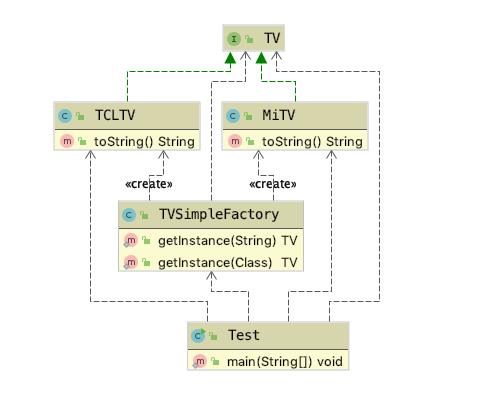 I TV
C TCLTV
m toString() String
C MiTV
m toString() String
«create»
«create»
C TVSimpleFactory
m getInstance(String) TV
m getInstance(Class) TV
C Test
m main(String[]) void